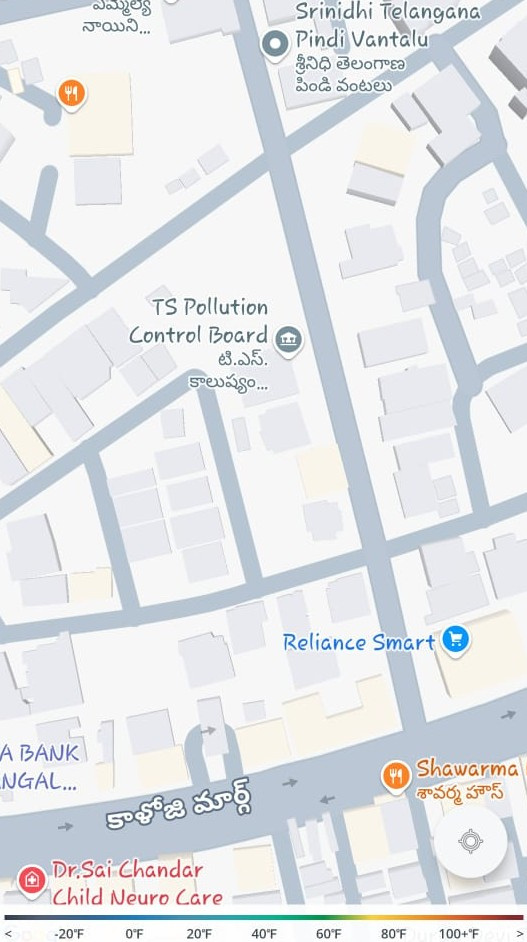 ఎమ్మెల్యే
నాయిని...
Srinidhi Telangana
Pindi Vantalu
శ్రీనిధి తెలంగాణ
పిండి వంటలు
TS Pollution
Control Board
టి.ఎస్.
కాలుష్యం...
Reliance Smart
A BANK
NGAL...
Shawarma
శావర్మ హౌస్
కాళోజి మార్గ్
Dr.Sai Chandar
Child Neuro Care
< -20°F 0°F 20°F 40°F 60°F 80°F 100+°F >